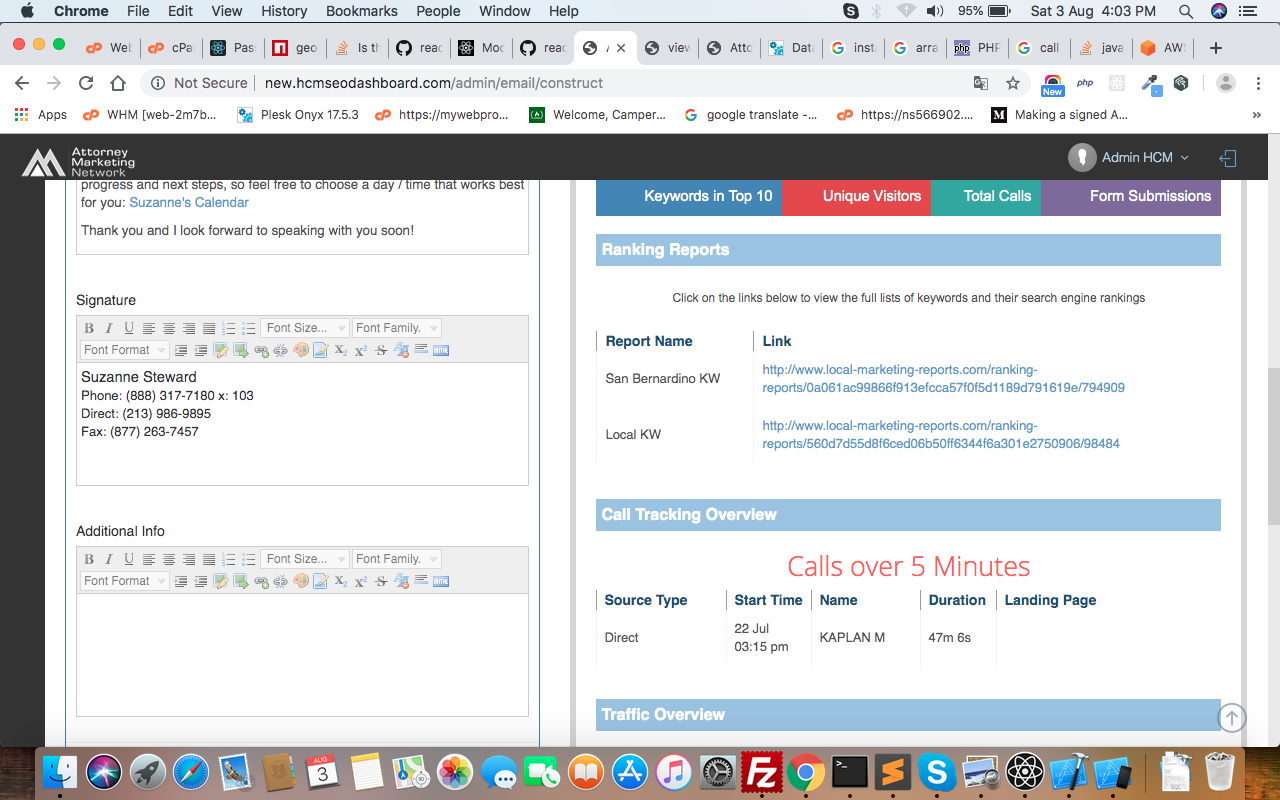 Chrome File Edit View History Bookmarks People Window Help 95% Sat 3 Aug 4:03 PM
Web cPa Pas geo Is th reac Moc reac A view Atto Data inst arra PHP call java AWS
Not Secure new.hcmseodashboard.com/admin/email/construct New php
Apps WHM [web-2m7b... Plesk Onyx 17.5.3 https://mywebpro... Welcome, Camper... google translate -... https://ns566902.... Making a signed A... »
Attorney
Marketing
Network
Admin HCM
progress and next steps, so feel free to choose a day / time that works best
for you: Suzanne's Calendar
Thank you and I look forward to speaking with you soon!
Signature
B I U Font Size... Font Family.
Font Format
Suzanne Steward
Phone: (888) 317-7180 x: 103
Direct: (213) 986-9895
Fax: (877) 263-7457
Additional Info
B I U Font Size... Font Family.
Font Format
Keywords in Top 10 Unique Visitors Total Calls Form Submissions
Ranking Reports
Click on the links below to view the full lists of keywords and their search engine rankings
Report Name Link
San Bernardino KW
http://www.local-marketing-reports.com/ranking-
reports/0a061ac99866f913efcca57f0f5d1189d791619e/794909
Local KW
http://www.local-marketing-reports.com/ranking-
reports/560d7d55d8f6ced06b50ff6344f6a301e2750906/98484
Call Tracking Overview
Calls over 5 Minutes
Source Type Start Time Name Duration Landing Page
Direct 22 Jul
03:15 pm KAPLAN M 47m 6s
Traffic Overview
AUG
3